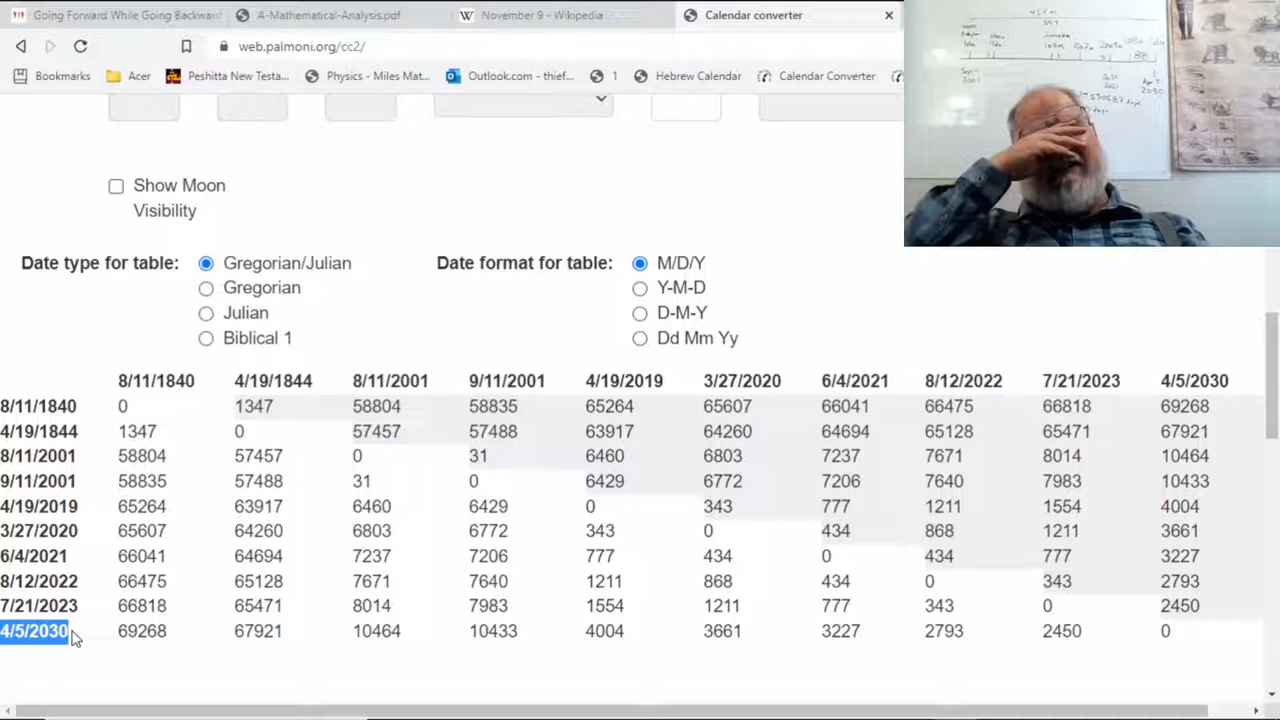 Going Forward While Going Backward
A-Mathematical-Analysis.pdf
November 9 - Wikipedia
Calendar converter
web.palmoni.org/cc2/
Bookmarks Acer Peshitta New Testa... Physics - Miles Mat... Outlook.com - thief... 1 Hebrew Calendar Calendar Converter
Show Moon
Visibility
Date type for table: Gregorian/Julian Date format for table: M/D/Y
Gregorian Y-M-D
Julian D-M-Y
Biblical 1 Dd Mm Yy
8/11/1840 4/19/1844 8/11/2001 9/11/2001 4/19/2019 3/27/2020 6/4/2021 8/12/2022 7/21/2023 4/5/2030
8/11/1840 0 1347 58804 58835 65264 65607 66041 66475 66818 69268
4/19/1844 1347 0 57457 57488 63917 64260 64694 65128 65471 67921
8/11/2001 58804 57457 0 31 6460 6803 7237 7671 8014 10464
9/11/2001 58835 57488 31 0 6429 6772 7206 7640 7983 10433
4/19/2019 65264 63917 6460 6429 0 343 777 1211 1554 4004
3/27/2020 65607 64260 6803 6772 343 0 434 868 1211 3661
6/4/2021 66041 64694 7237 7206 777 434 0 434 777 3227
8/12/2022 66475 65128 7671 7640 1211 868 434 0 343 2793
7/21/2023 66818 65471 8014 7983 1554 1211 777 343 0 2450
4/5/2030 69268 67921 10464 10433 4004 3661 3227 2793 2450 0